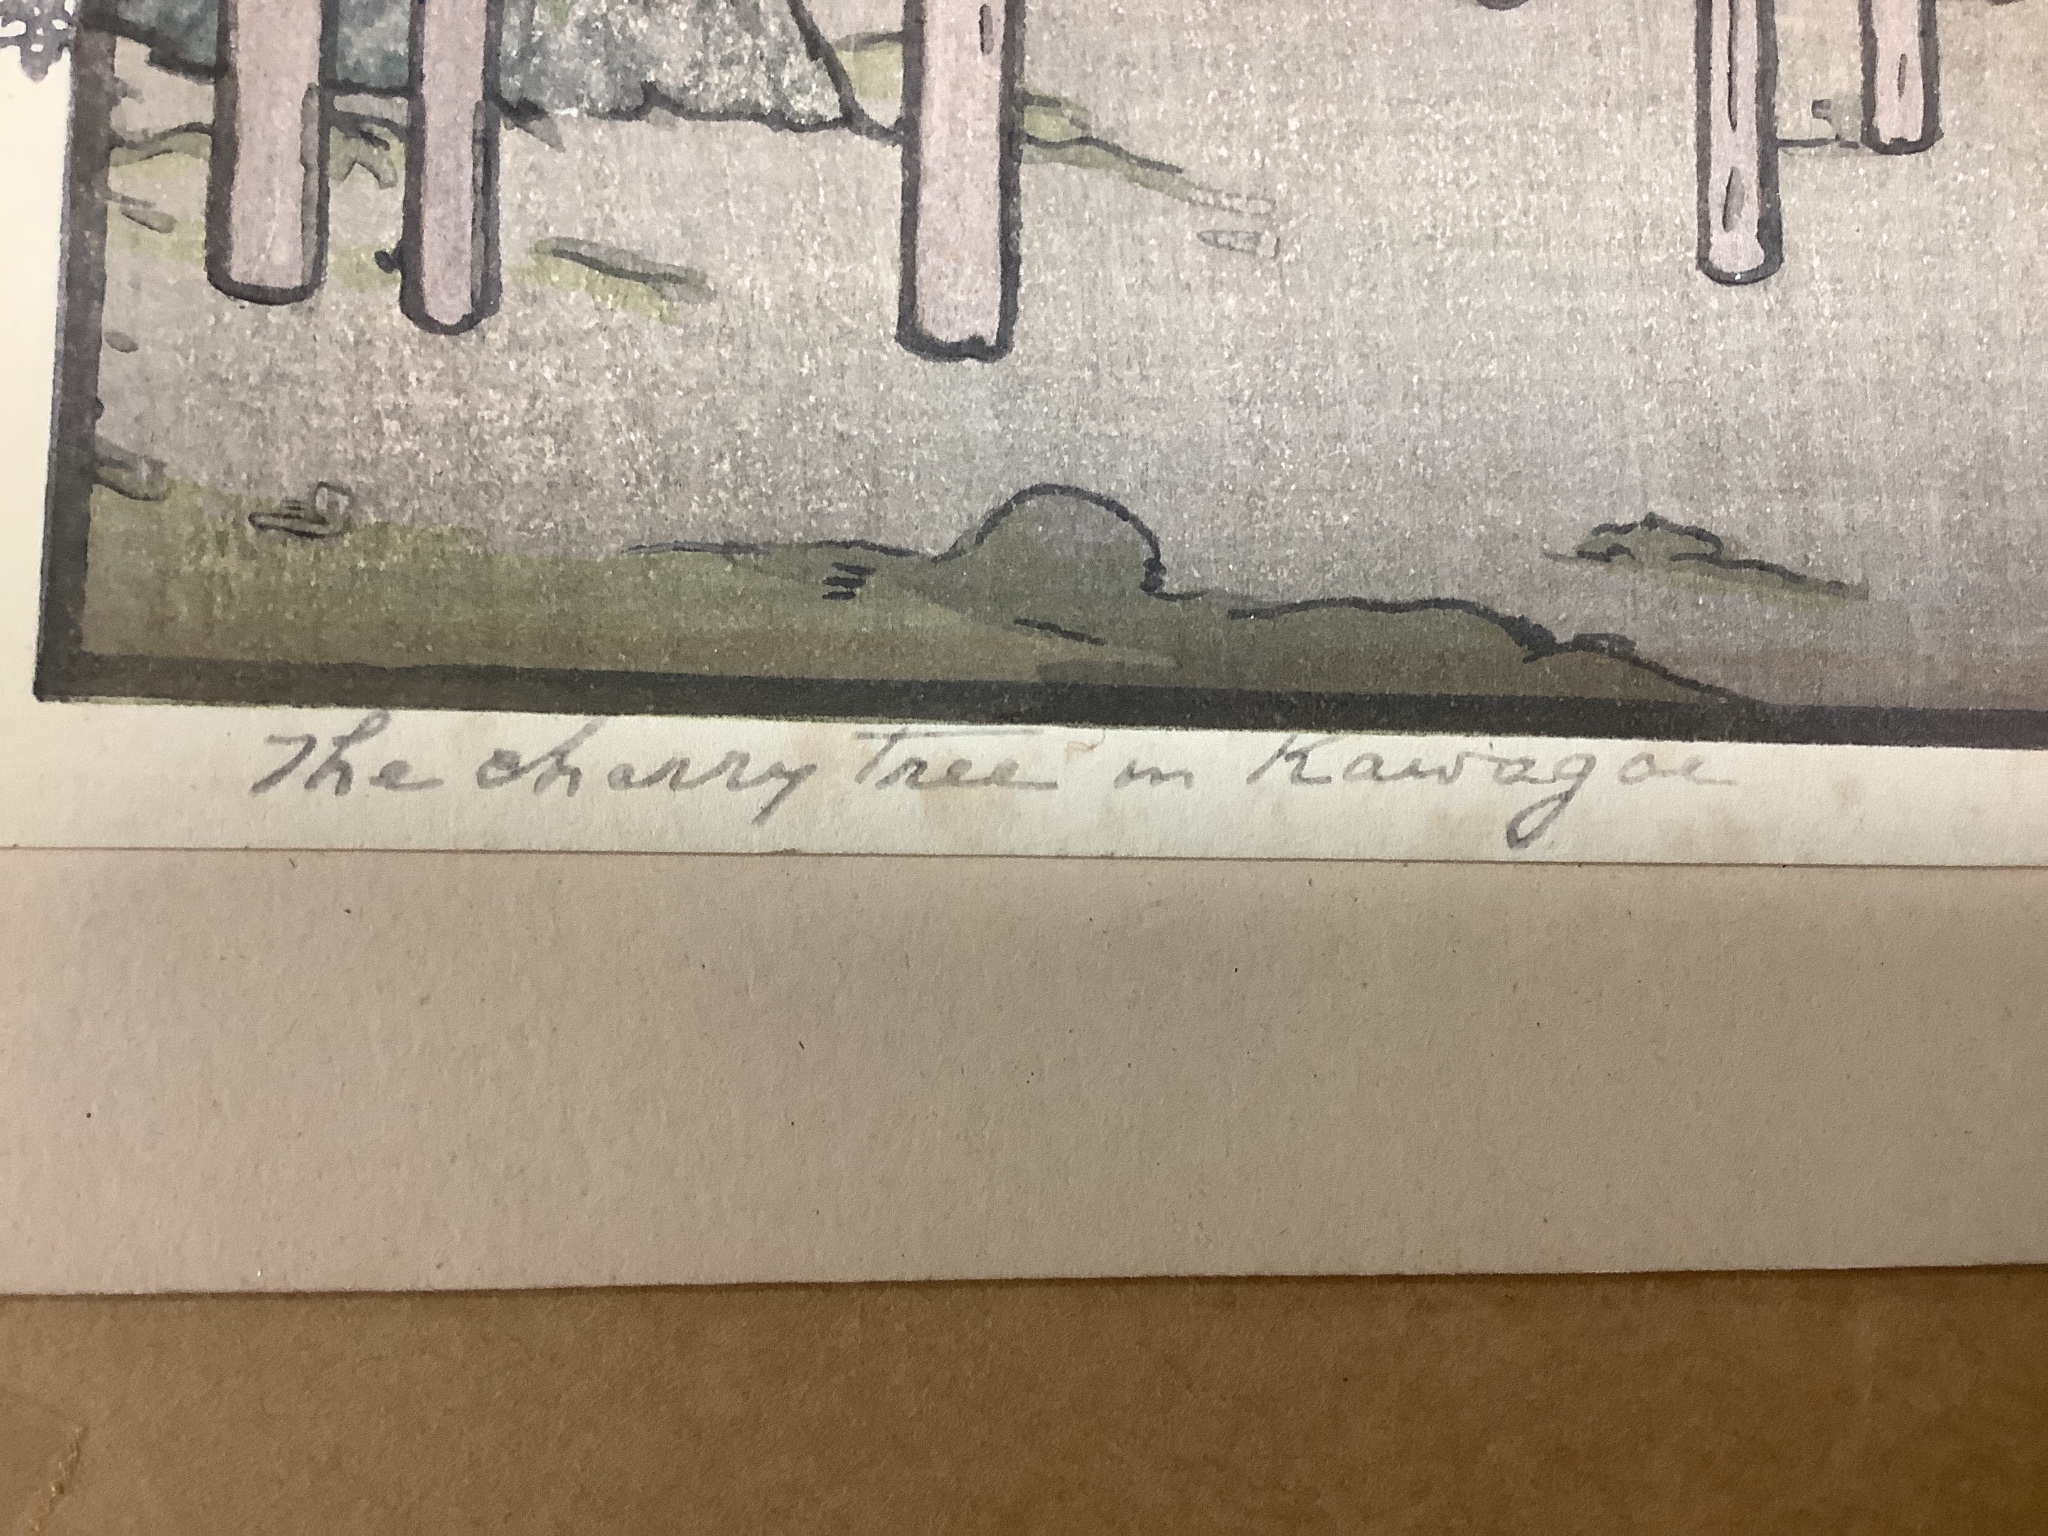 The cherry Tree in Kawagoe